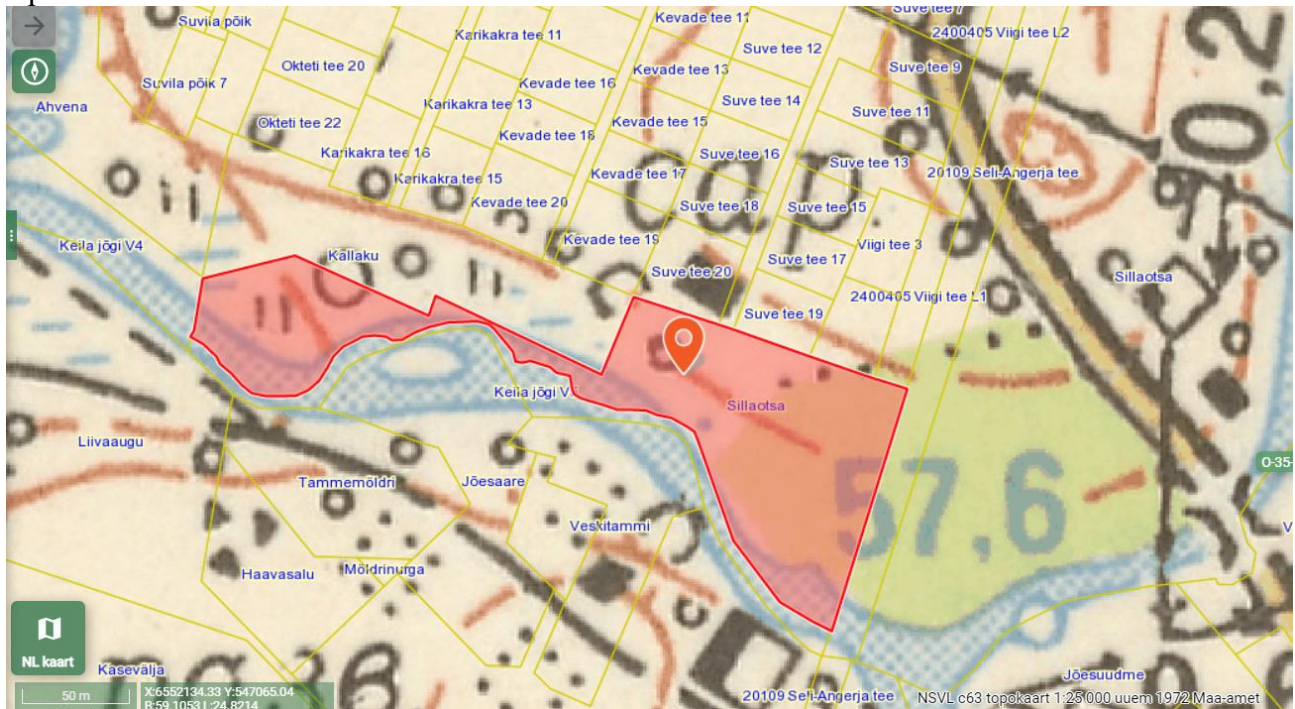 Suvila põik
Kevade tee 11
Suve tee 7
Karikakra tee 11
Suve tee 12
2400405 Viigi tee L2
Okteti tee 20
Kevade tee 13
Suve tee 9
Suvila põik 7
Kevade tee 16
Ahvena
Karikakra tee 13
Suve tee 14
Suve tee 11
Okteti tee 22
Kevade tee 15
Kevade tee 18
Karikakra tee 16
Suve tee 16
Suve tee 13
Karikakra tee 15
Kevade tee 17
20109 Seli-Angerja tee
Kevade tee 20
Suve tee 18
Suve tee 15
Keila jõgi V4
Kevade tee 19
Viigi tee 3
Kallaku
Suve tee 17
Suve tee 20
Sillaotsa
2400405 Viigi tee L1
Suve tee 19
Keila jõgi V
Sillaotsa
Liivaaugu
57,6
O-35-
Tammemöldri
Jõesaare
Veskitammi
Haavasalu
Möldrinurga
NL kaart
Kasevälja
Jõesuudme
50 m
X:6552134.33 Y:547065.04
B:59.1053 L:24.8214
20109 Seli-Angerja tee
NSVL c63 topokaart 1:25 000 uuem 1972 Maa-amet